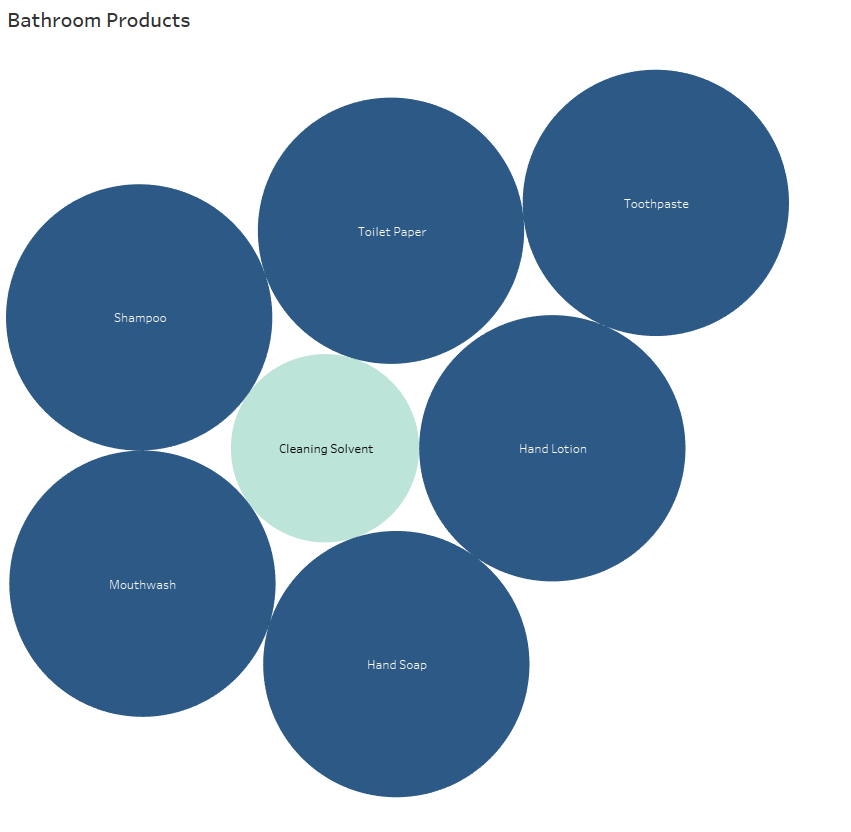 Bathroom Products
Toothpaste
Toilet Paper
Shampoo
Cleaning Solvent
Hand Lotion
Mouthwash
Hand Soap